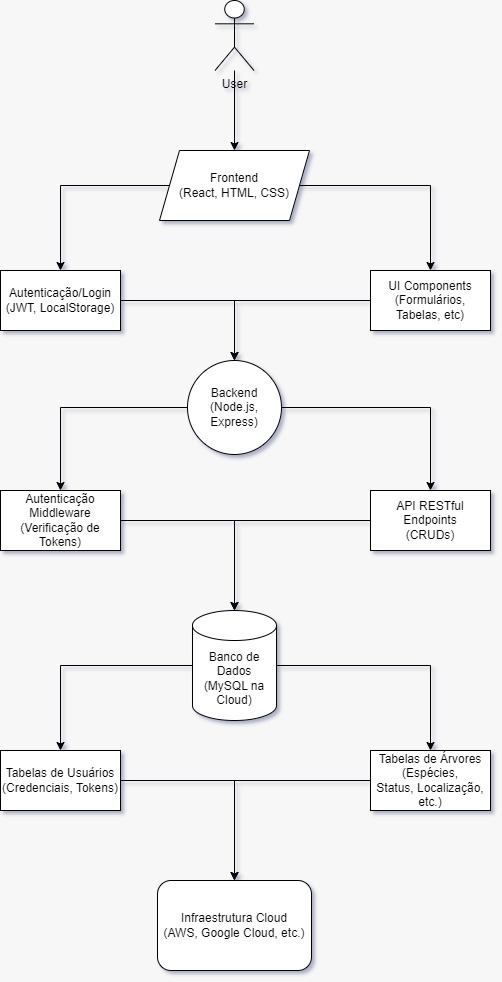 User
Frontend
(React, HTML, CSS)
Autenticação/Login
(JWT, LocalStorage)
UI Components
(Formulários,
Tabelas, etc)
Backend
(Node.js,
Express)
Autenticação
Middleware
(Verificação de
Tokens)
API RESTful
Endpoints
(CRUDs)
Banco de
Dados
(MySQL na
Cloud)
Tabelas de Usuários
(Credenciais, Tokens)
Tabelas de Árvores
(Espécies,
Status, Localização,
etc.)
Infraestrutura Cloud
(AWS, Google Cloud, etc.)